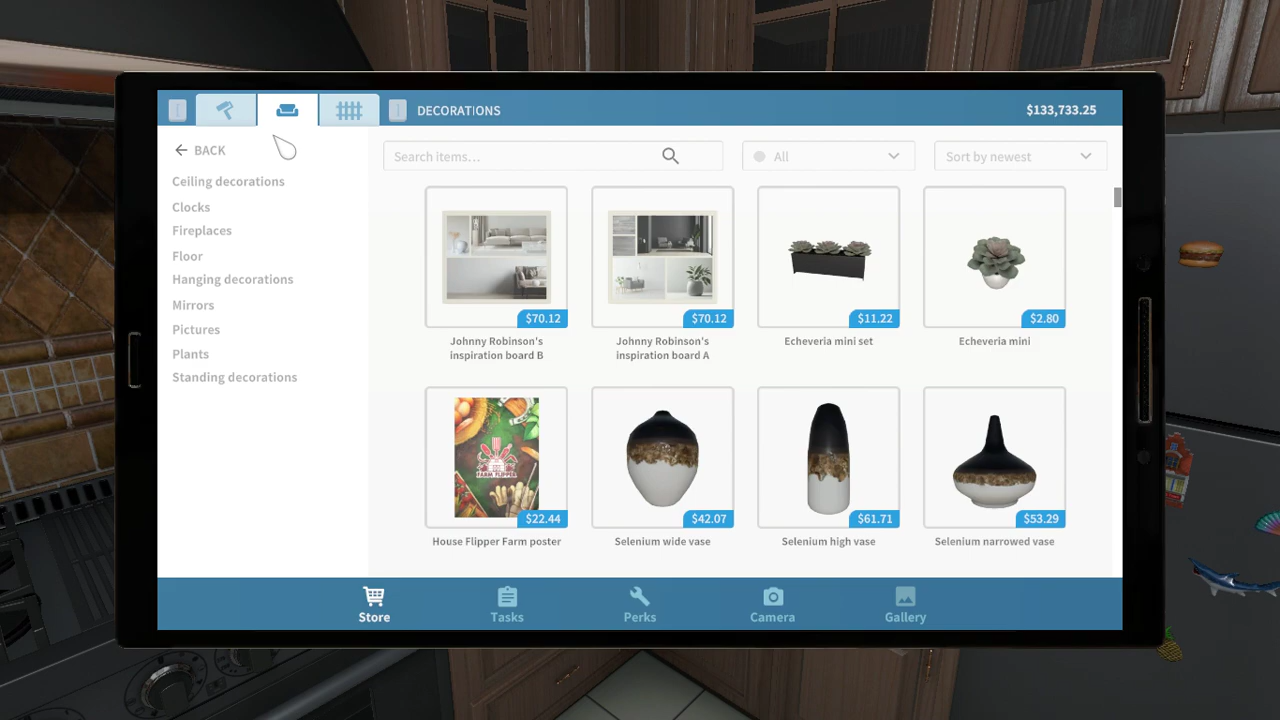 DECORATIONS
$133,733.25
BACK
Search items...
All
Sort by newest
Ceiling decorations
Clocks
Fireplaces
Floor
Hanging decorations
Mirrors
Pictures
Plants
Standing decorations
$70.12
$70.12
$11.22
$2.80
Johnny Robinson's
inspiration board B
Johnny Robinson's
inspiration board A
Echeveria mini set
Echeveria mini
FARM FLIPPER
$22.44
$42.07
$61.71
$53.29
House Flipper Farm poster
Selenium wide vase
Selenium high vase
Selenium narrowed vase
Store
Tasks
Perks
Camera
Gallery